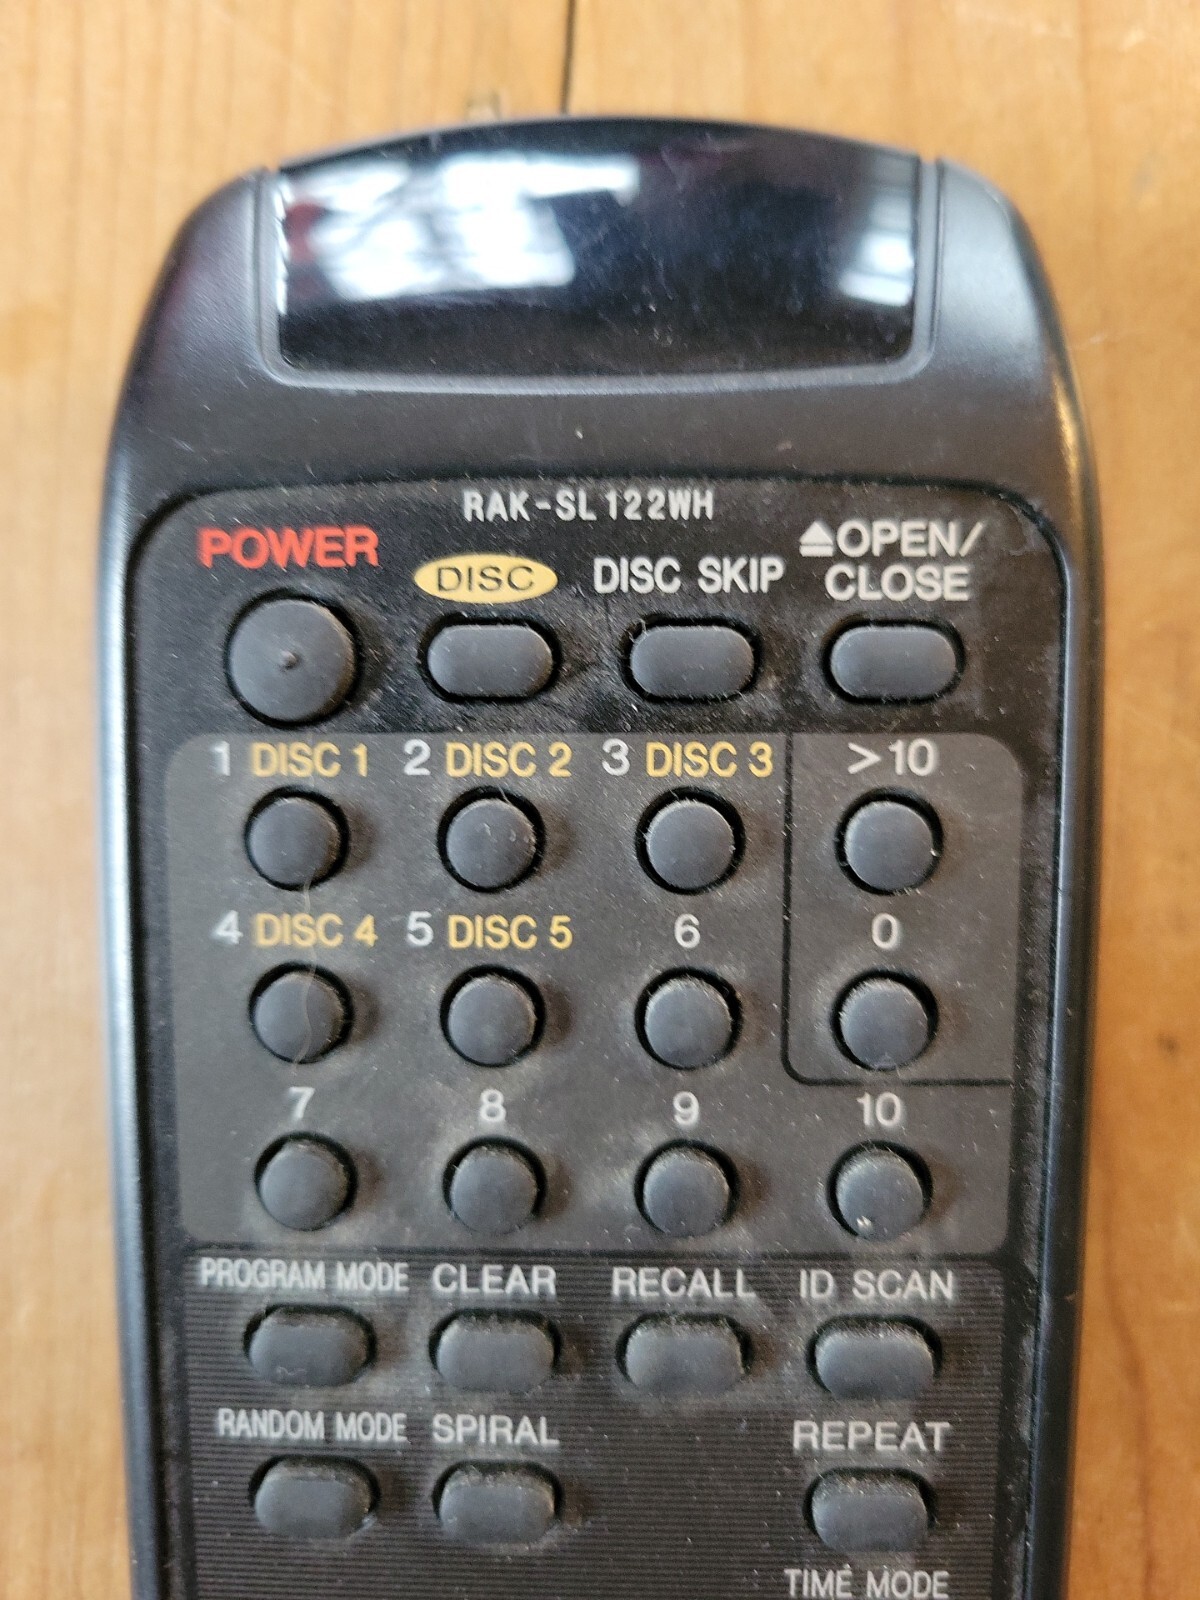 RAK-SL122WH
POWER DISC DISC SKIP ⏏OPEN/
CLOSE
1 DISC 1 2 DISC 2 3 DISC 3 >10
4 DISC 4 5 DISC 5 6 0
7 8 9 10
PROGRAM MODE CLEAR RECALL ID SCAN
RANDOM MODE SPIRAL REPEAT
TIME MODE